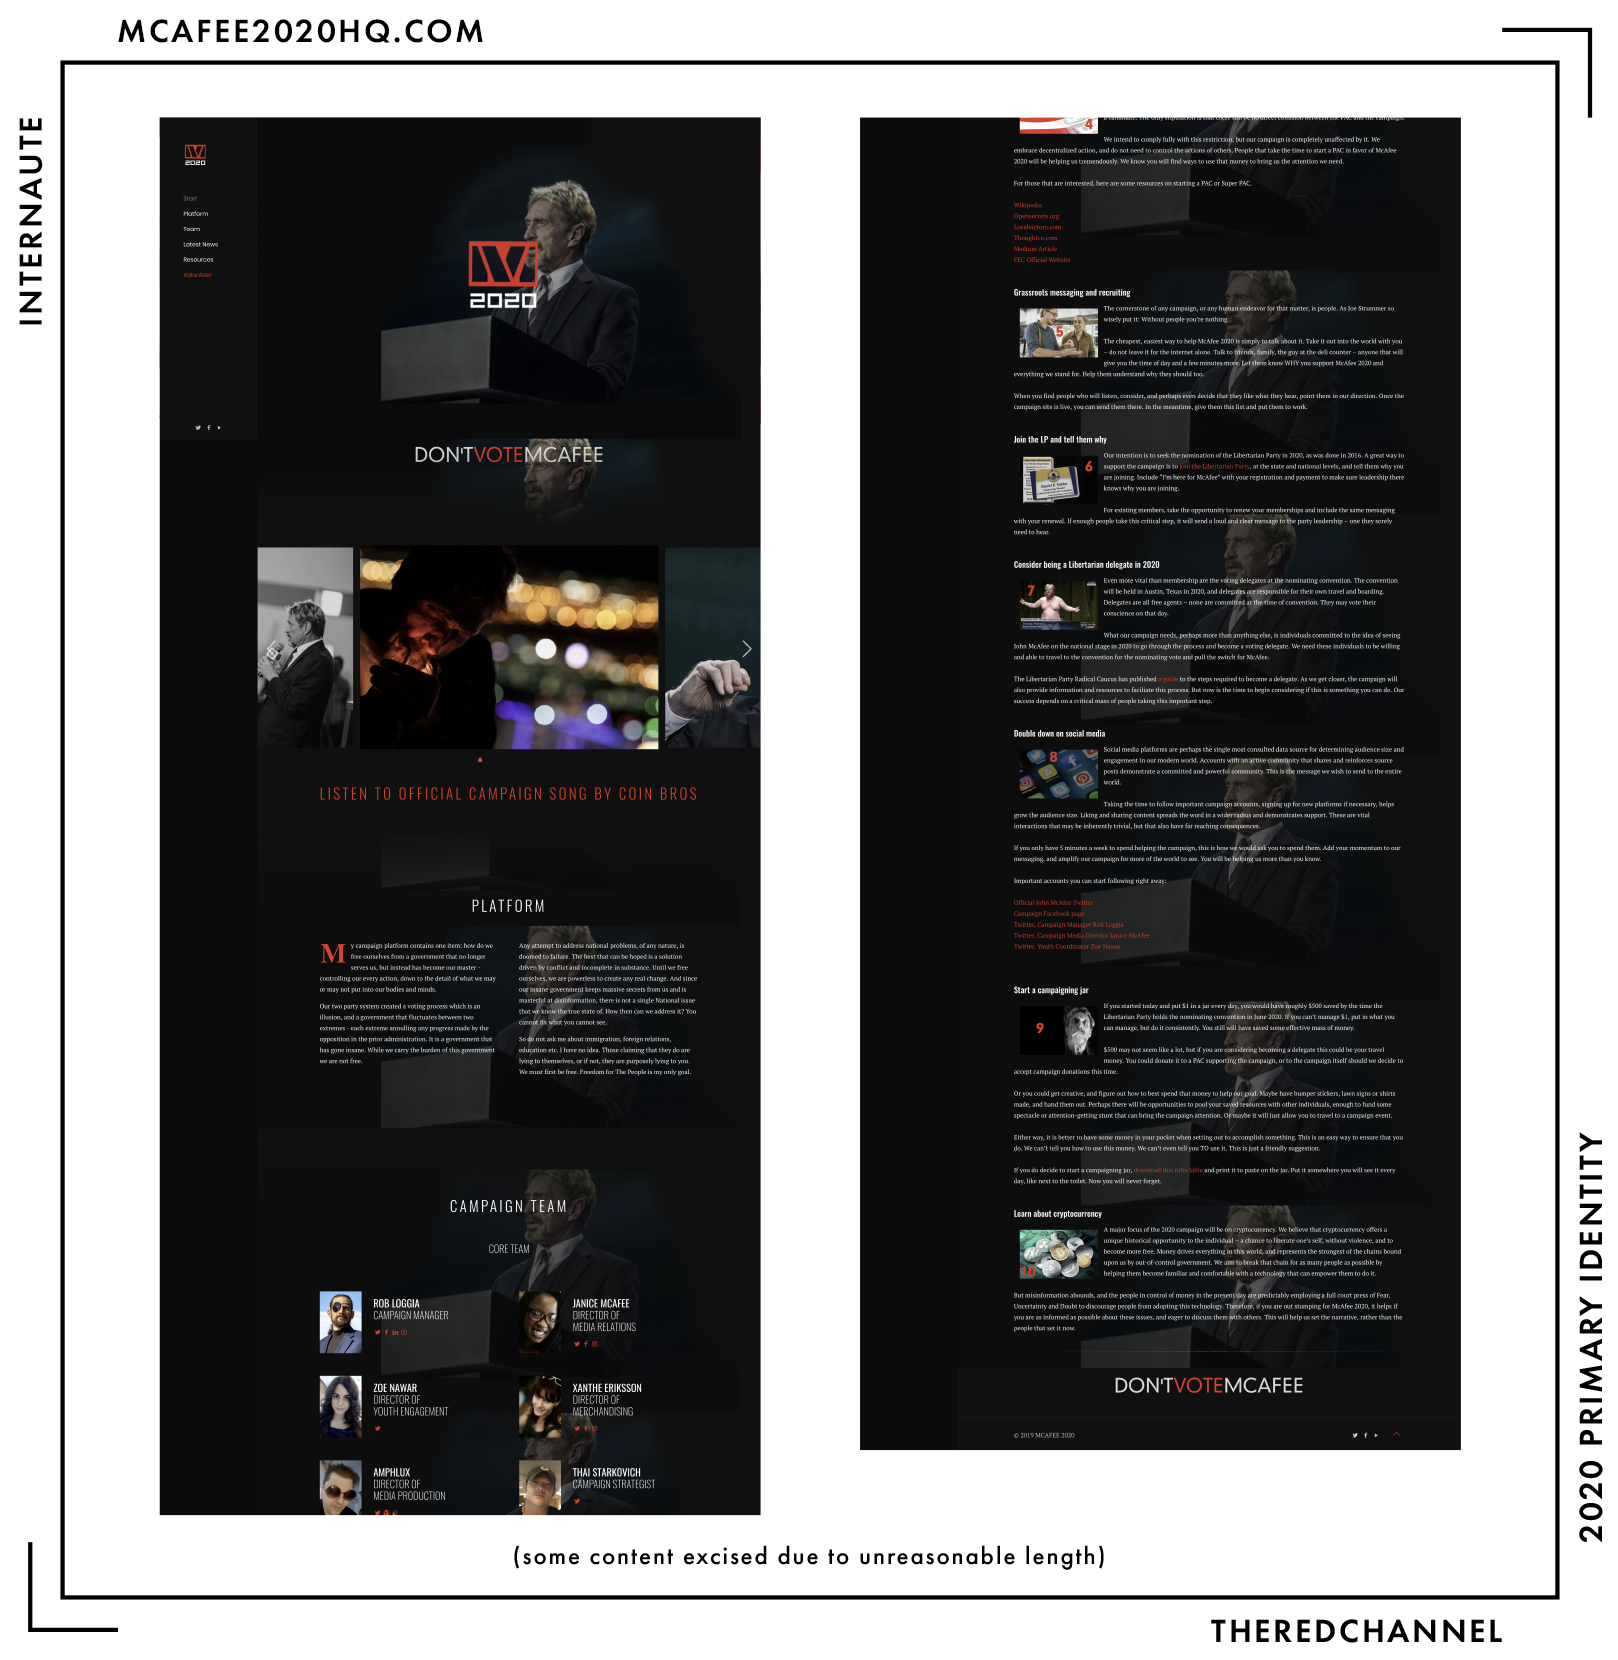 MCAFEE2020HQ.COM
INTERNAUTE
2020
Start
Platform
Team
Latest News
Resources
Volunteer
2020
DON'TVOTEMCAFEE
LISTEN TO OFFICIAL CAMPAIGN SONG BY COIN BROS
PLATFORM
My campaign platform contains one item: how do we
free ourselves from a government that no longer
serves us, but instead has become our master -
controlling our every action, down to the detail of what we may
or may not put into our bodies and minds.
Our two party system created a voting process which is an
illusion, and a government that fluctuates between two
extremes - each extreme annulling any progress made by the
opposition in the prior administration. It is a government that
has gone insane. While we carry the burden of this government
we are not free.
Any attempt to address national problems, of any nature, is
doomed to failure. The best that can be hoped is a solution
driven by conflict and incomplete in substance. Until we free
ourselves, we are powerless to create any real change. And since
our insane government keeps massive secrets from us and is
masterful at disinformation, there is not a single National issue
that we know the true state of. How then can we address it? You
cannot fix what you cannot see.
So do not ask me about immigration, foreign relations,
education etc. I have no idea. Those claiming that they do are
lying to themselves, or if not, they are purposely lying to you.
We must first be free. Freedom for The People is my only goal.
CAMPAIGN TEAM
CORE TEAM
ROB LOGGIA
CAMPAIGN MANAGER
JANICE MCAFEE
DIRECTOR OF
MEDIA RELATIONS
ZOE NAWAR
DIRECTOR OF
YOUTH ENGAGEMENT
XANTHE ERIKSSON
DIRECTOR OF
MERCHANDISING
AMPHLUX
DIRECTOR OF
MEDIA PRODUCTION
THAI STARKOVICH
CAMPAIGN STRATEGIST
4
We intend to comply fully with this restriction, but our campaign is completely unaffected by it. We
embrace decentralized action, and do not need to control the actions of others. People that take the time to start a PAC in favor of McAfee
2020 will be helping us tremendously. We know you will find ways to use that money to bring us the attention we need.
For those that are interested, here are some resources on starting a PAC or Super PAC.
Wikipedia
Opensecrets.org
Localvictory.com
Thoughtco.com
Medium Article
FEC Official Website
Grassroots messaging and recruiting
5
The cornerstone of any campaign, or any human endeavor for that matter, is people. As Joe Strummer so
wisely put it: Without people you're nothing.
The cheapest, easiest way to help McAfee 2020 is simply to talk about it. Take it out into the world with you
– do not leave it for the internet alone. Talk to friends, family, the guy at the deli counter – anyone that will
give you the time of day and a few minutes more. Let them know WHY you support McAfee 2020 and
everything we stand for. Help them understand why they should too.
When you find people who will listen, consider, and perhaps even decide that they like what they hear, point them in our direction. Once the
campaign site is live, you can send them there. In the meantime, give them this list and put them to work.
Join the LP and tell them why
6
Our intention is to seek the nomination of the Libertarian Party in 2020, as was done in 2016. A great way to
support the campaign is to join the Libertarian Party, at the state and national levels, and tell them why you
are joining. Include "I'm here for McAfee" with your registration and payment to make sure leadership there
knows why you are joining.
For existing members, take the opportunity to renew your memberships and include the same messaging
with your renewal. If enough people take this critical step, it will send a loud and clear message to the party leadership – one they sorely
need to hear.
Consider being a Libertarian delegate in 2020
7
Even more vital than membership are the voting delegates at the nominating convention. The convention
will be held in Austin, Texas in 2020, and delegates are responsible for their own travel and boarding.
Delegates are all free agents – none are committed at the time of convention. They may vote their
conscience on that day.
What our campaign needs, perhaps more than anything else, is individuals committed to the idea of seeing
John McAfee on the national stage in 2020 to go through the process and become a voting delegate. We need these individuals to be willing
and able to travel to the convention for the nominating vote and pull the switch for McAfee.
The Libertarian Party Radical Caucus has published a guide to the steps required to become a delegate. As we get closer, the campaign will
also provide information and resources to faciliate this process. But now is the time to begin considering if this is something you can do. Our
success depends on a critical mass of people taking this important step.
Double down on social media
8
Social media platforms are perhaps the single most consulted data source for determining audience size and
engagement in our modern world. Accounts with an active community that shares and reinforces source
posts demonstrate a committed and powerful community. This is the message we wish to send to the entire
world.
Taking the time to follow important campaign accounts, signing up for new platforms if necessary, helps
grow the audience size. Liking and sharing content spreads the word in a wider radius and demonstrates support. These are vital
interactions that may be inherently trivial, but that also have far reaching consequences.
If you only have 5 minutes a week to spend helping the campaign, this is how we would ask you to spend them. Add your momentum to our
messaging, and amplify our campaign for more of the world to see. You will be helping us more than you know.
Important accounts you can start following right away:
Official John McAfee Twitter
Campaign Facebook page
Twitter, Campaign Manager Rob Loggia
Twitter, Campaign Media Director Janice McAfee
Twitter, Youth Coordinator Zoe Nawar
Start a campaigning jar
9
If you started today and put $1 in a jar every day, you would have roughly $500 saved by the time the
Libertarian Party holds the nominating convention in June 2020. If you can't manage $1, put in what you
can manage, but do it consistently. You still will have saved some effective mass of money.
$500 may not seem like a lot, but if you are considering becoming a delegate this could be your travel
money. You could donate it to a PAC supporting the campaign, or to the campaign itself should we decide to
accept campaign donations this time.
Or you could get creative, and figure out how to best spend that money to help our goal. Maybe have bumper stickers, lawn signs or shirts
made, and hand them out. Perhaps there will be opportunities to pool your saved resources with other individuals, enough to fund some
spectacle or attention-getting stunt that can bring the campaign attention. Or maybe it will just allow you to travel to a campaign event.
Either way, it is better to have some money in your pocket when setting out to accomplish something. This is an easy way to ensure that you
do. We can't tell you how to use this money. We can't even tell you TO use it. This is just a friendly suggestion.
If you do decide to start a campaigning jar, download this nifty lable and print it to paste on the jar. Put it somewhere you will see it every
day, like next to the toilet. Now you will never forget.
Learn about cryptocurrency
10
A major focus of the 2020 campaign will be on cryptocurrency. We believe that cryptocurrency offers a
unique historical opportunity to the individual – a chance to liberate one's self, without violence, and to
become more free. Money drives everything in this world, and represents the strongest of the chains bound
upon us by out-of-control government. We aim to break that chain for as many people as possible by
helping them become familiar and comfortable with a technology that can empower them to do it.
But misinformation abounds, and the people in control of money in the present day are predictably employing a full court press of Fear,
Uncertainty and Doubt to discourage people from adopting this technology. Therefore, if you are out stumping for McAfee 2020, it helps if
you are as informed as possible about these issues, and eager to discuss them with others. This will help us set the narrative, rather than the
people that set it now.
DON'TVOTEMCAFEE
© 2019 MCAFEE 2020
2020 PRIMARY IDENTITY
(some content excised due to unreasonable length)
THEREDCHANNEL